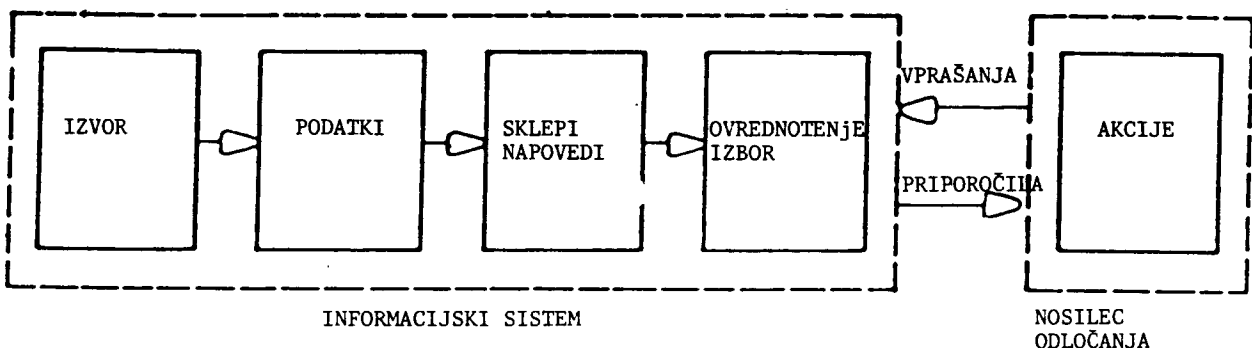 IZVOR
PODATKI
SKLEPI
NAPOVEDI
OVREDNOTENjE
IZBOR
VPRAŠANJA
PRIPOROČILA
AKCIJE
INFORMACIJSKI SISTEM
NOSILEC
ODLOČANJA